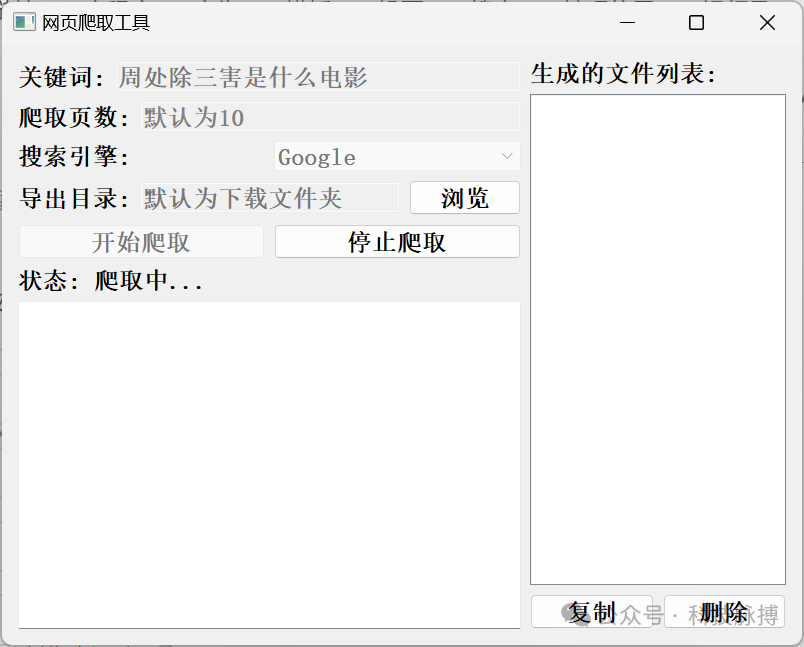 网页爬取工具
关键词: 周处除三害是什么电影
爬取页数: 默认为10
搜索引擎: Google
导出目录: 默认为下载文件夹 浏览
开始爬取 停止爬取
状态: 爬取中...
生成的文件列表:
复制 删除
公众号 · 科技脉搏